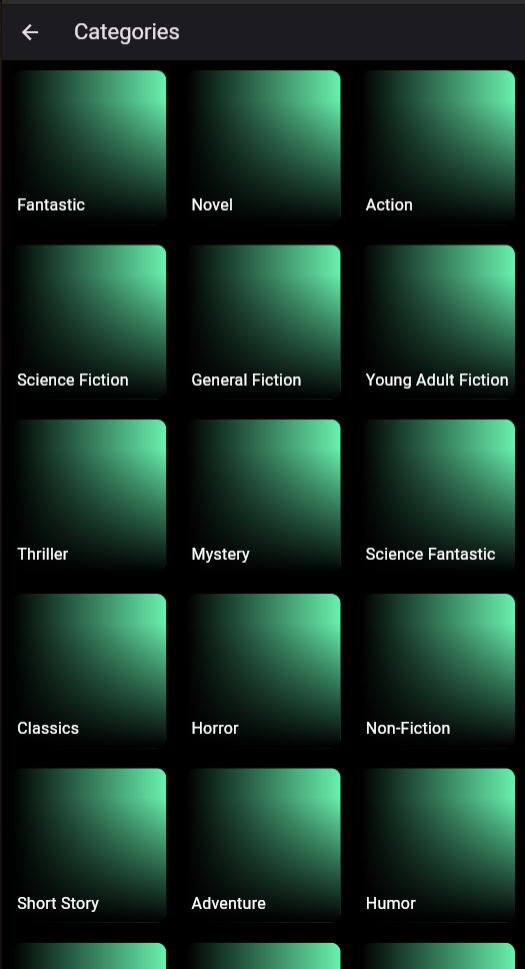 Categories
Fantastic
Novel
Action
Science Fiction
General Fiction
Young Adult Fiction
Thriller
Mystery
Science Fantastic
Classics
Horror
Non-Fiction
Short Story
Adventure
Humor